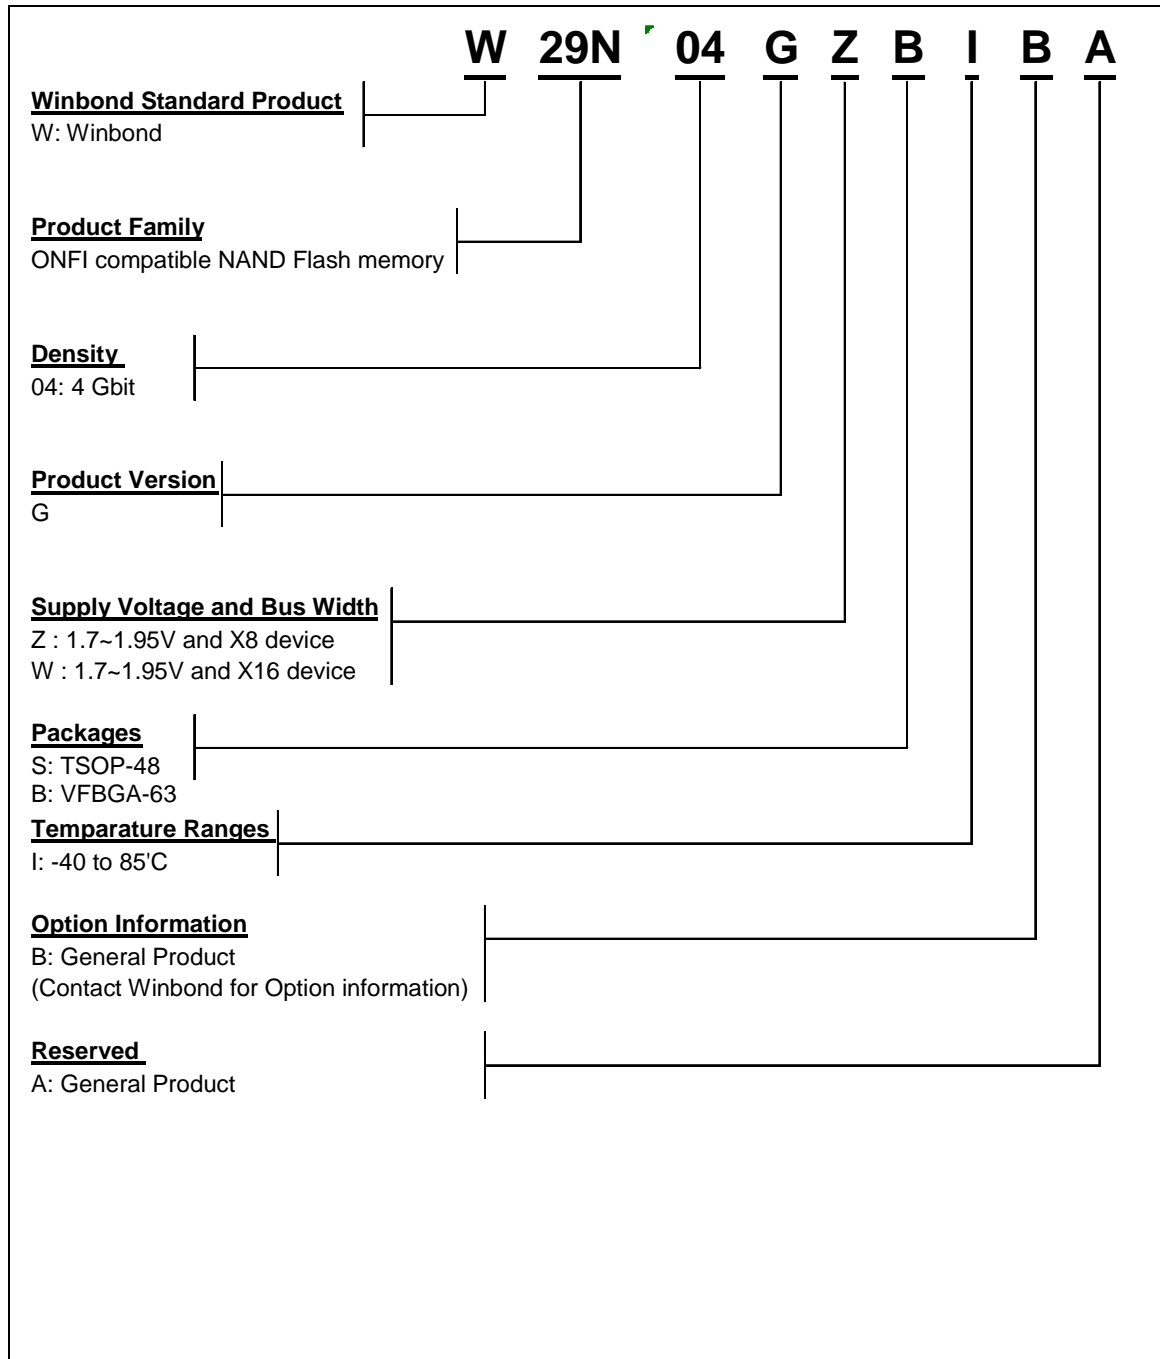 W 29N 04 G Z B I B A
Winbond Standard Product
W: Winbond
Product Family
ONFI compatible NAND Flash memory
Density
04: 4 Gbit
Product Version
G
Supply Voltage and Bus Width
Z : 1.7~1.95V and X8 device
W : 1.7~1.95V and X16 device
Packages
S: TSOP-48
B: VFBGA-63
Temparature Ranges
I: -40 to 85'C
Option Information
B: General Product
(Contact Winbond for Option information)
Reserved
A: General Product